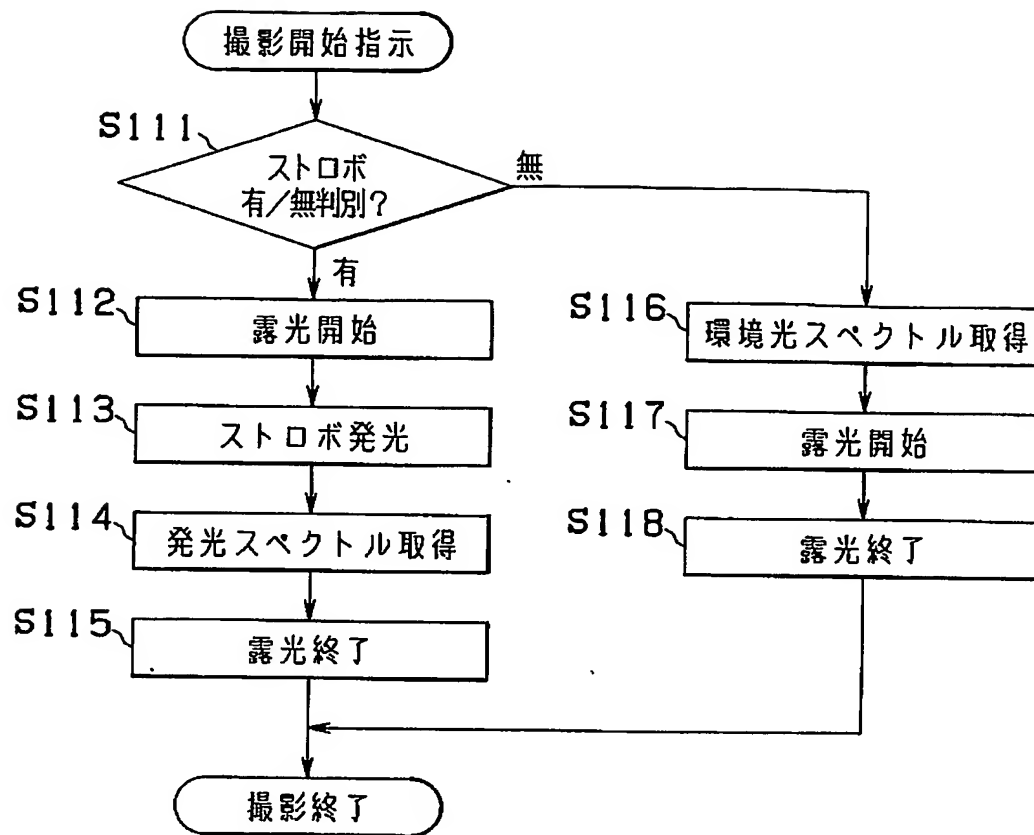 撮影開始指示
S111
ストロボ
有/無判別?
無
有
S112
露光開始
S113
ストロボ発光
S114
発光スペクトル取得
S115
露光終了
S116
環境光スペクトル取得
S117
露光開始
S118
露光終了
撮影終了